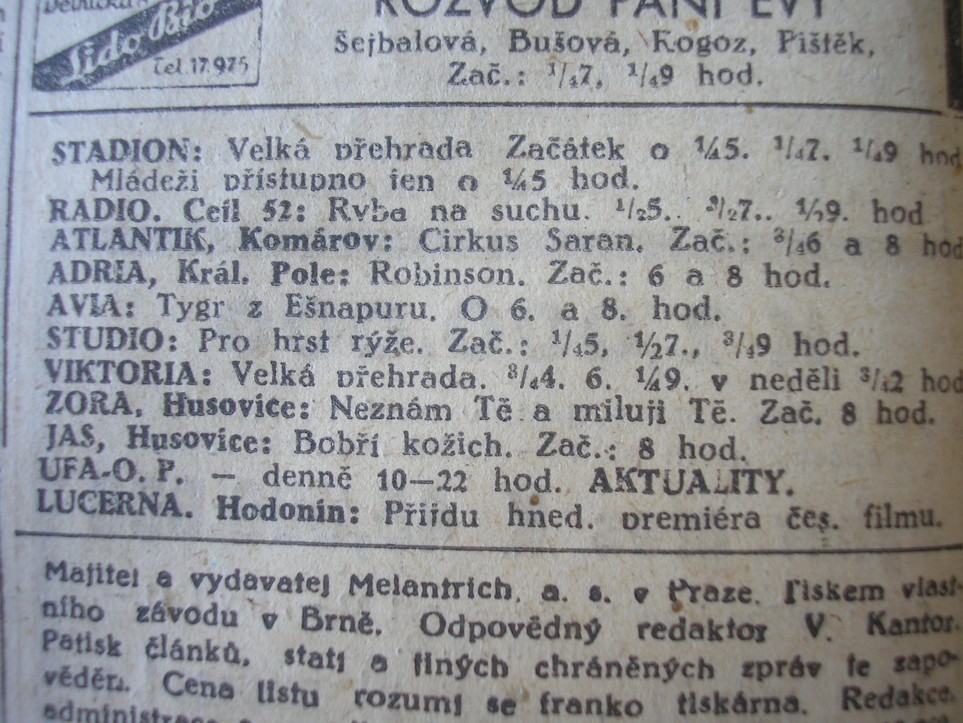 Lido Bio
Tel. 17.975
ROZVOD PANÍ EVY
Šejbalová, Bušová, Rogoz, Pištěk,
Zač.: 1/47, 1/49 hod.
STADION: Velká přehrada Začátek o 1/45. 1/47. 1/49 hod
Mládeži přístupno jen o 1/45 hod.
RADIO. Cejl 52: Ryba na suchu. 1/25.. 1/27.. 1/29. hod
ATLANTIK, Komárov: Cirkus Saran. Zač.: 3/46 a 8 hod
ADRIA, Král. Pole: Robinson. Zač.: 6 a 8 hod.
AVIA: Tygr z Ešnapuru. O 6. a 8. hod.
STUDIO: Pro hrst rýže. Zač.: 1/45, 1/27., 3/49 hod.
VIKTORIA: Velká přehrada. 3/44. 6. 1/49. v neděli 3/42 hod
ZORA, Husovice: Neznám Tě a miluji Tě. Zač. 8 hod.
JAS, Husovice: Bobří kožich. Zač.: 8 hod.
UFA-O. P. — denně 10—22 hod. AKTUALITY.
LUCERNA. Hodonín: Přijdu hned. premiéra čes. filmu.
Majitel a vydavatel Melantrich. a. s. v Praze. Tiskem vlast-
ního závodu v Brně. Odpovědný redaktor V. Kantor.
Patisk článků, statí a jiných chráněných zpráv je zapo-
věděn. Cena listu rozumí se franko tiskárna. Redakce.